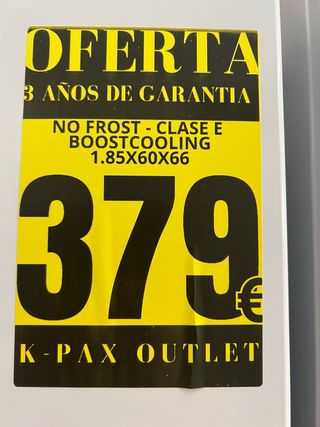 OFERTA
3 AÑOS DE GARANTIA
NO FROST - CLASE E
BOOSTCOOLING
1.85X60X66
379€
K-PAX OUTLET